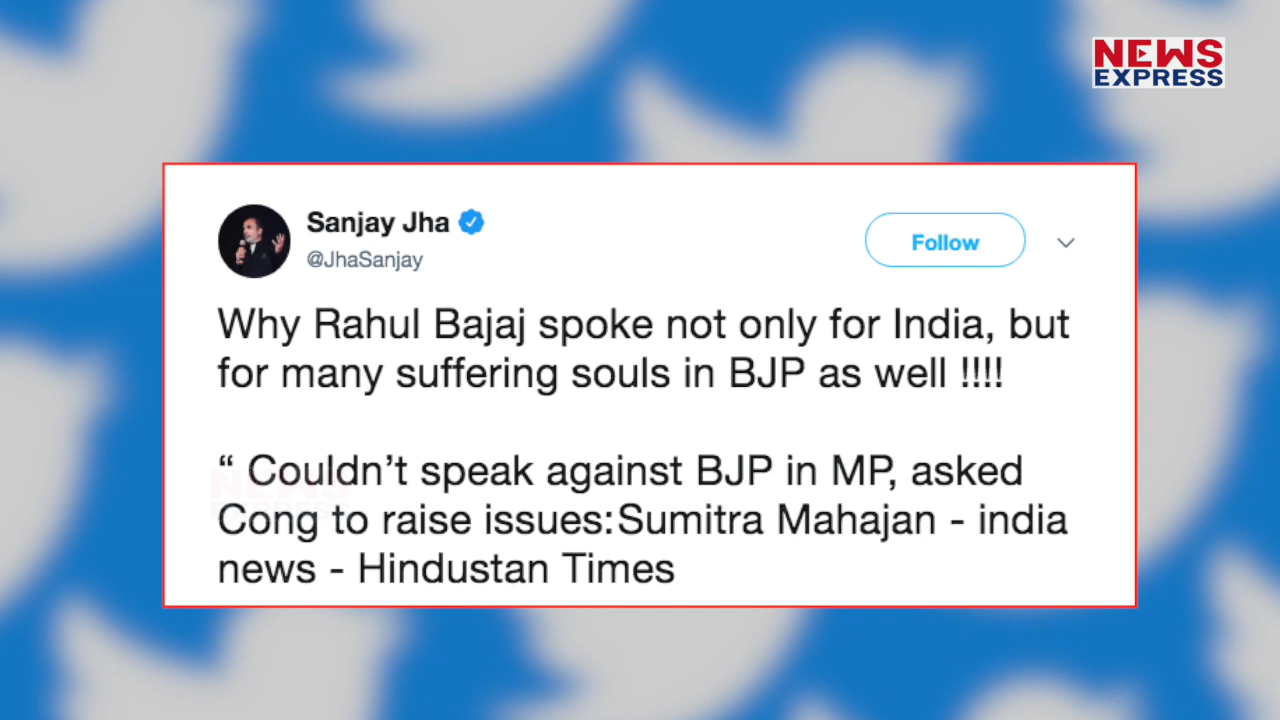 NEWS
EXPRESS
Sanjay Jha
@JhaSanjay
Follow
Why Rahul Bajaj spoke not only for India, but
for many suffering souls in BJP as well !!!!
“ Couldn’t speak against BJP in MP, asked
Cong to raise issues:Sumitra Mahajan - india
news - Hindustan Times
NEWS
EXPRESS